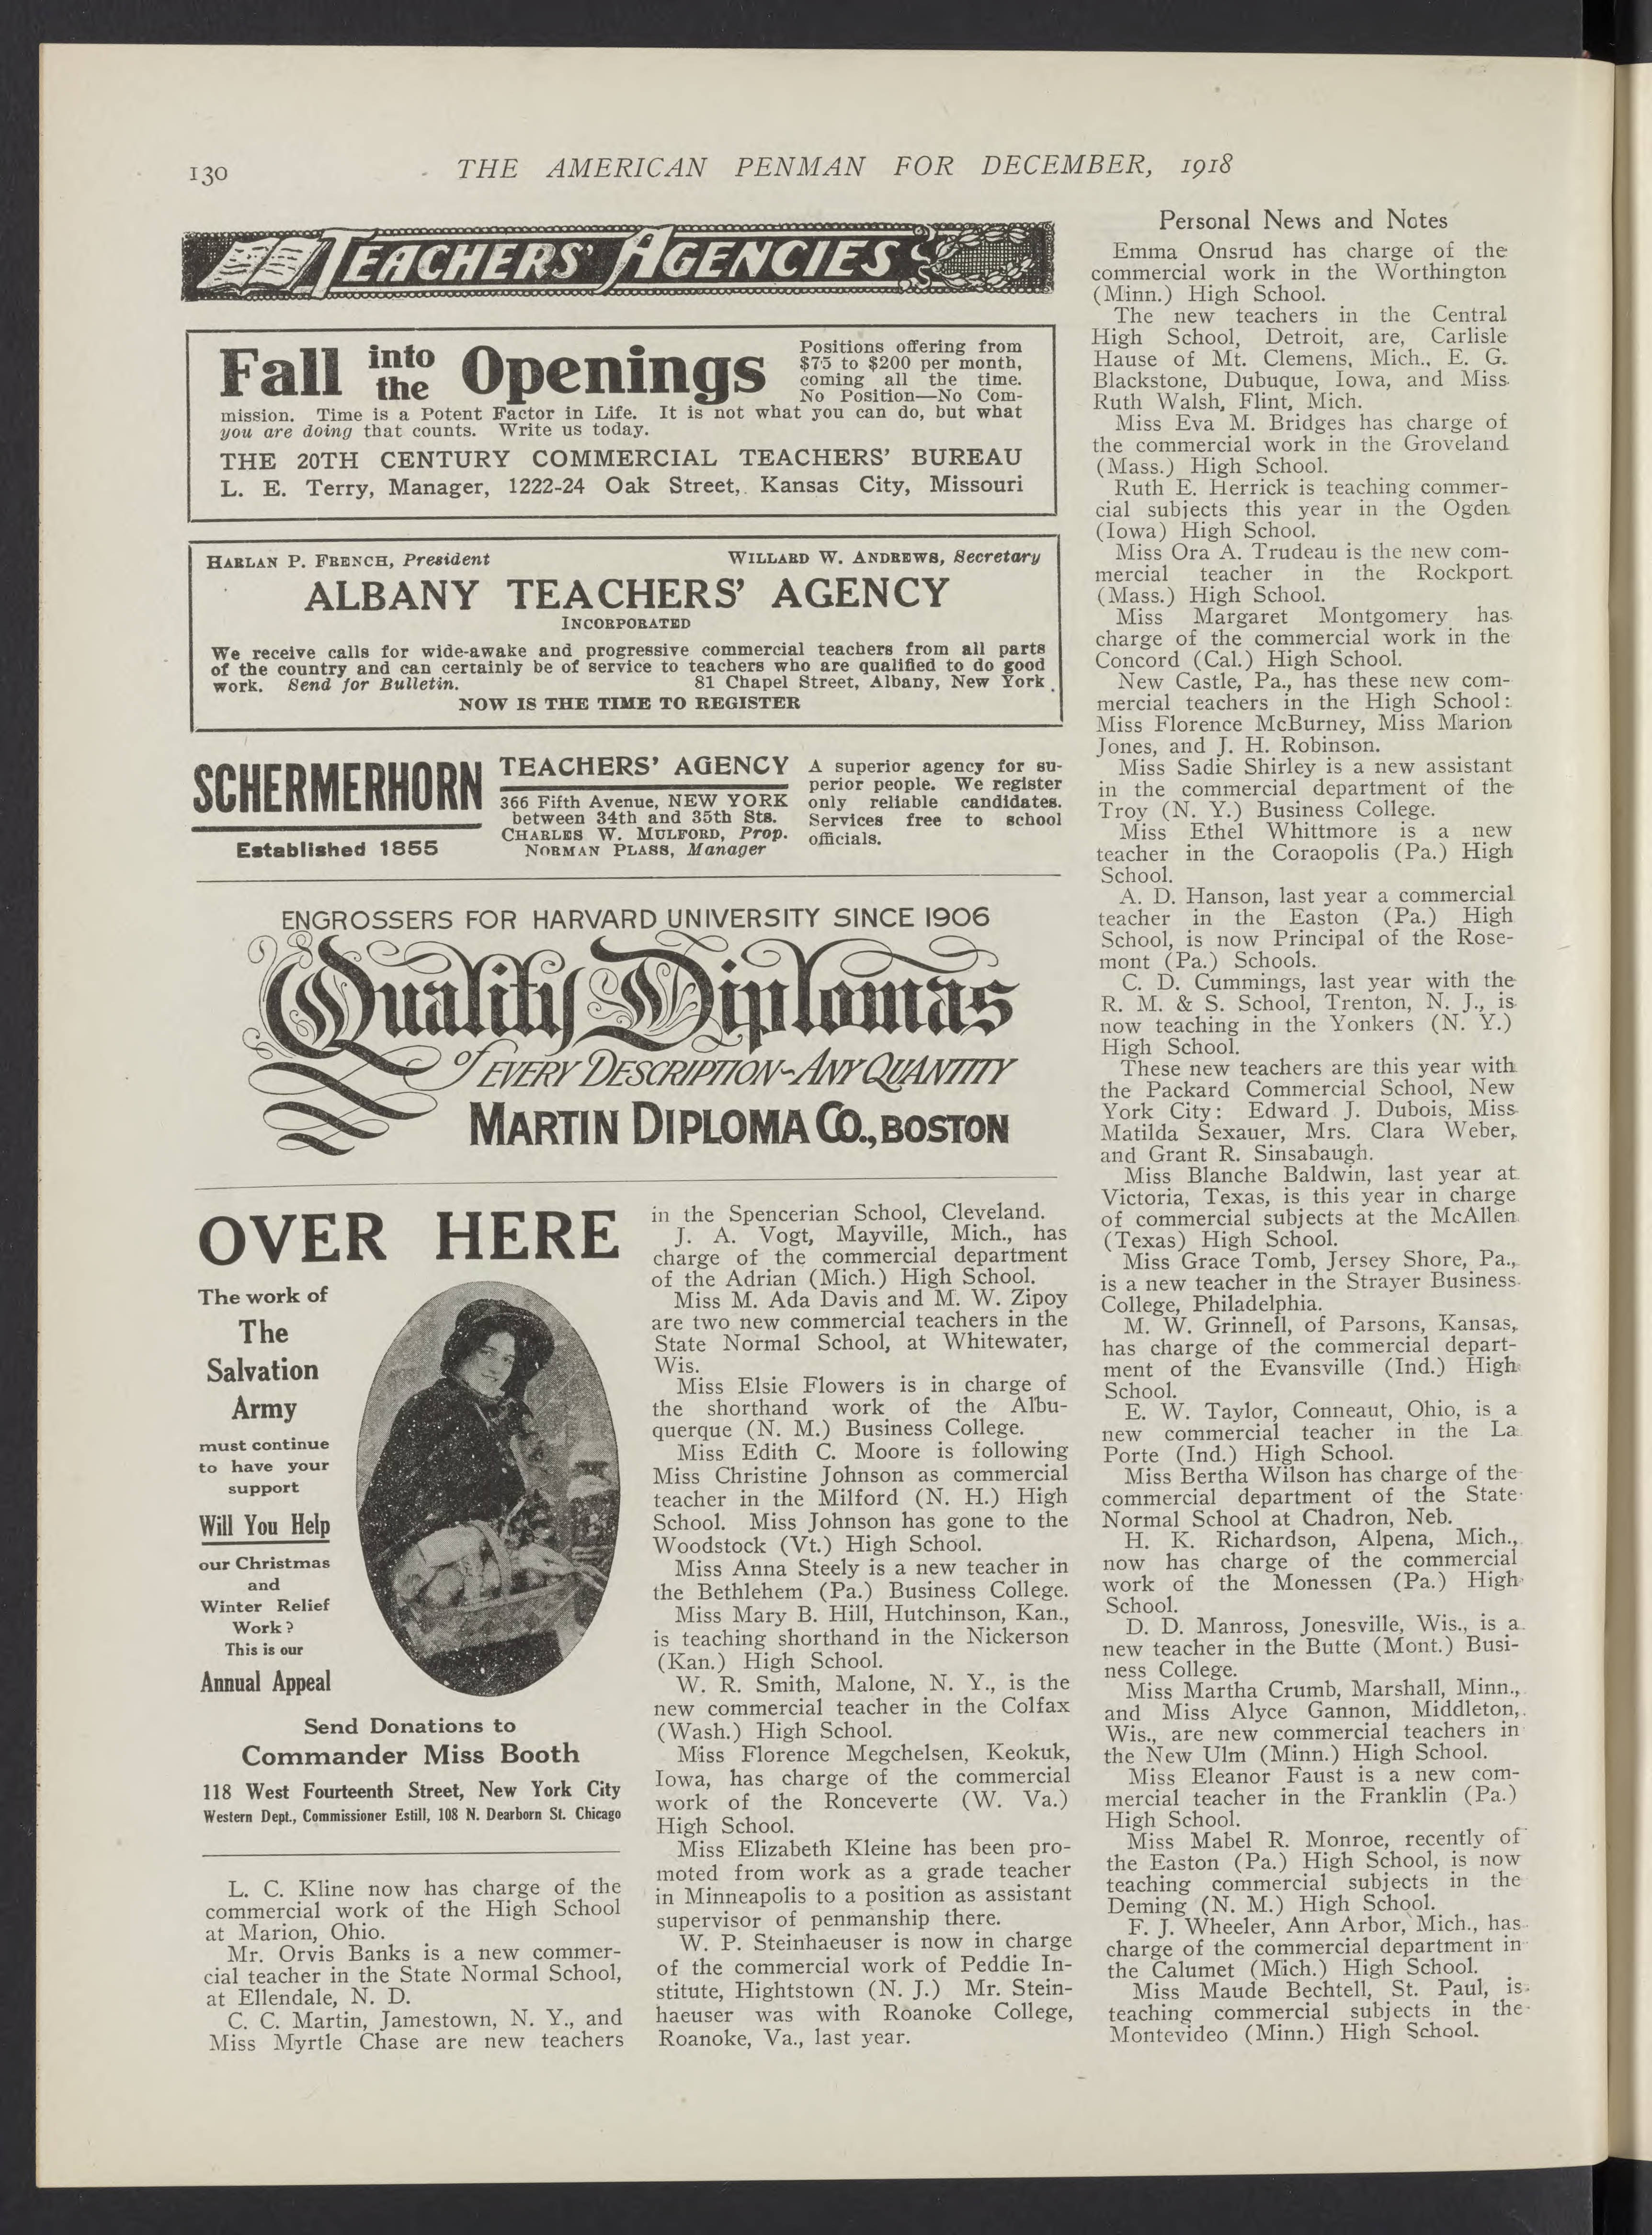 130
THE AMERICAN PENMAN FOR DECEMBER, 1918
TEACHERS' AGENCIES
Fall into the Openings
Positions offering from
$75 to $200 per month,
coming all the time.
No Position—No Com-
mission. Time is a Potent Factor in Life. It is not what you can do, but what
you are doing that counts. Write us today.
THE 20TH CENTURY COMMERCIAL TEACHERS' BUREAU
L. E. Terry, Manager, 1222-24 Oak Street, Kansas City, Missouri
HARLAN P. FRENCH, President
WILLARD W. ANDREWS, Secretary
ALBANY TEACHERS' AGENCY
INCORPORATED
We receive calls for wide-awake and progressive commercial teachers from all parts
of the country and can certainly be of service to teachers who are qualified to do good
work. Send for Bulletin. 81 Chapel Street, Albany, New York
NOW IS THE TIME TO REGISTER
SCHERMERHORN
Established 1855
TEACHERS' AGENCY
366 Fifth Avenue, NEW YORK
between 34th and 35th Sts.
CHARLES W. MULFORD, Prop.
NORMAN PLASS, Manager
A superior agency for su-
perior people. We register
only reliable candidates.
Services free to school
officials.
ENGROSSERS FOR HARVARD UNIVERSITY SINCE 1906
Quality Diplomas
of EVERY DESCRIPTION-ANY QUANTITY
MARTIN DIPLOMA CO., BOSTON
OVER HERE
The work of
The
Salvation
Army
must continue
to have your
support
Will You Help
our Christmas
and
Winter Relief
Work?
This is our
Annual Appeal
Send Donations to
Commander Miss Booth
118 West Fourteenth Street, New York City
Western Dept., Commissioner Estill, 108 N. Dearborn St. Chicago
L. C. Kline now has charge of the
commercial work of the High School
at Marion, Ohio.
Mr. Orvis Banks is a new commer-
cial teacher in the State Normal School,
at Ellendale, N. D.
C. C. Martin, Jamestown, N. Y., and
Miss Myrtle Chase are new teachers
in the Spencerian School, Cleveland.
J. A. Vogt, Mayville, Mich., has
charge of the commercial department
of the Adrian (Mich.) High School.
Miss M. Ada Davis and M. W. Zipoy
are two new commercial teachers in the
State Normal School, at Whitewater,
Wis.
Miss Elsie Flowers is in charge of
the shorthand work of the Albu-
querque (N. M.) Business College.
Miss Edith C. Moore is following
Miss Christine Johnson as commercial
teacher in the Milford (N. H.) High
School. Miss Johnson has gone to the
Woodstock (Vt.) High School.
Miss Anna Steely is a new teacher in
the Bethlehem (Pa.) Business College.
Miss Mary B. Hill, Hutchinson, Kan.,
is teaching shorthand in the Nickerson
(Kan.) High School.
W. R. Smith, Malone, N. Y., is the
new commercial teacher in the Colfax
(Wash.) High School.
Miss Florence Megchelsen, Keokuk,
Iowa, has charge of the commercial
work of the Ronceverte (W. Va.)
High School.
Miss Elizabeth Kleine has been pro-
moted from work as a grade teacher
in Minneapolis to a position as assistant
supervisor of penmanship there.
W. P. Steinhaeuser is now in charge
of the commercial work of Peddie In-
stitute, Hightstown (N. J.) Mr. Stein-
haeuser was with Roanoke College,
Roanoke, Va., last year.
Personal News and Notes
Emma Onsrud has charge of the
commercial work in the Worthington
(Minn.) High School.
The new teachers in the Central
High School, Detroit, are, Carlisle
Hause of Mt. Clemens, Mich., E. G.
Blackstone, Dubuque, Iowa, and Miss
Ruth Walsh, Flint, Mich.
Miss Eva M. Bridges has charge of
the commercial work in the Groveland
(Mass.) High School.
Ruth E. Herrick is teaching commer-
cial subjects this year in the Ogden
(Iowa) High School.
Miss Ora A. Trudeau is the new com-
mercial teacher in the Rockport
(Mass.) High School.
Miss Margaret Montgomery has
charge of the commercial work in the
Concord (Cal.) High School.
New Castle, Pa., has these new com-
mercial teachers in the High School:
Miss Florence McBurney, Miss Marion
Jones, and J. H. Robinson.
Miss Sadie Shirley is a new assistant
in the commercial department of the
Troy (N. Y.) Business College.
Miss Ethel Whittmore is a new
teacher in the Coraopolis (Pa.) High
School.
A. D. Hanson, last year a commercial
teacher in the Easton (Pa.) High
School, is now Principal of the Rose-
mont (Pa.) Schools.
C. D. Cummings, last year with the
R. M. & S. School, Trenton, N. J., is
now teaching in the Yonkers (N. Y.)
High School.
These new teachers are this year with
the Packard Commercial School, New
York City: Edward J. Dubois, Miss
Matilda Sexauer, Mrs. Clara Weber,
and Grant R. Sinsabaugh.
Miss Blanche Baldwin, last year at
Victoria, Texas, is this year in charge
of commercial subjects at the McAllen
(Texas) High School.
Miss Grace Tomb, Jersey Shore, Pa.,
is a new teacher in the Strayer Business
College, Philadelphia.
M. W. Grinnell, of Parsons, Kansas,
has charge of the commercial depart-
ment of the Evansville (Ind.) High
School.
E. W. Taylor, Conneaut, Ohio, is a
new commercial teacher in the La
Porte (Ind.) High School.
Miss Bertha Wilson has charge of the
commercial department of the State
Normal School at Chadron, Neb.
H. K. Richardson, Alpena, Mich.,
now has charge of the commercial
work of the Monessen (Pa.) High
School.
D. D. Manross, Jonesville, Wis., is a
new teacher in the Butte (Mont.) Busi-
ness College.
Miss Martha Crumb, Marshall, Minn.,
and Miss Alyce Gannon, Middleton,
Wis., are new commercial teachers in
the New Ulm (Minn.) High School.
Miss Eleanor Faust is a new com-
mercial teacher in the Franklin (Pa.)
High School.
Miss Mabel R. Monroe, recently of
the Easton (Pa.) High School, is now
teaching commercial subjects in the
Deming (N. M.) High School.
F. J. Wheeler, Ann Arbor, Mich., has
charge of the commercial department in
the Calumet (Mich.) High School.
Miss Maude Bechtell, St. Paul, is
teaching commercial subjects in the
Montevideo (Minn.) High School.